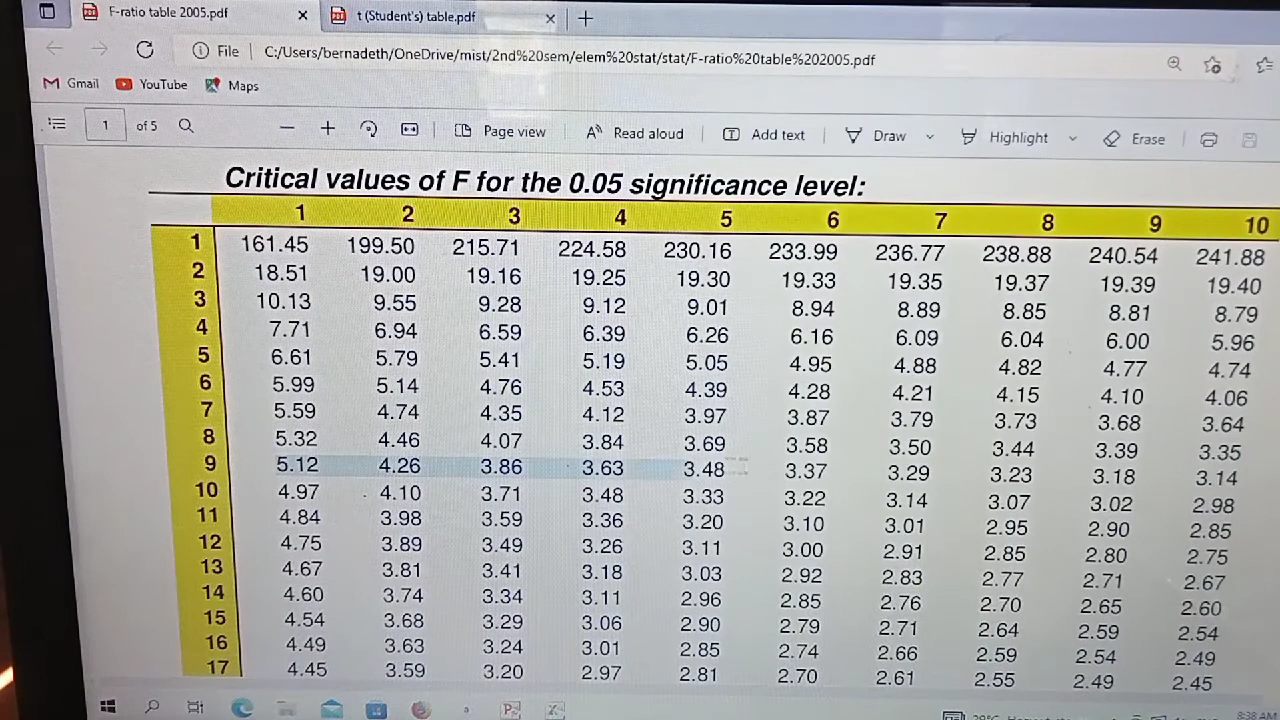 F-ratio table 2005.pdf
t (Student's) table.pdf
File C:/Users/bernadeth/OneDrive/mist/2nd%20sem/elem%20stat/stat/F-ratio%20table%202005.pdf
Gmail YouTube Maps
1 of 5 Page view Read aloud Add text Draw Highlight Erase
Critical values of F for the 0.05 significance level:
1 2 3 4 5 6 7 8 9 10
1 161.45 199.50 215.71 224.58 230.16 233.99 236.77 238.88 240.54 241.88
2 18.51 19.00 19.16 19.25 19.30 19.33 19.35 19.37 19.39 19.40
3 10.13 9.55 9.28 9.12 9.01 8.94 8.89 8.85 8.81 8.79
4 7.71 6.94 6.59 6.39 6.26 6.16 6.09 6.04 6.00 5.96
5 6.61 5.79 5.41 5.19 5.05 4.95 4.88 4.82 4.77 4.74
6 5.99 5.14 4.76 4.53 4.39 4.28 4.21 4.15 4.10 4.06
7 5.59 4.74 4.35 4.12 3.97 3.87 3.79 3.73 3.68 3.64
8 5.32 4.46 4.07 3.84 3.69 3.58 3.50 3.44 3.39 3.35
9 5.12 4.26 3.86 3.63 3.48 3.37 3.29 3.23 3.18 3.14
10 4.97 4.10 3.71 3.48 3.33 3.22 3.14 3.07 3.02 2.98
11 4.84 3.98 3.59 3.36 3.20 3.10 3.01 2.95 2.90 2.85
12 4.75 3.89 3.49 3.26 3.11 3.00 2.91 2.85 2.80 2.75
13 4.67 3.81 3.41 3.18 3.03 2.92 2.83 2.77 2.71 2.67
14 4.60 3.74 3.34 3.11 2.96 2.85 2.76 2.70 2.65 2.60
15 4.54 3.68 3.29 3.06 2.90 2.79 2.71 2.64 2.59 2.54
16 4.49 3.63 3.24 3.01 2.85 2.74 2.66 2.59 2.54 2.49
17 4.45 3.59 3.20 2.97 2.81 2.70 2.61 2.55 2.49 2.45